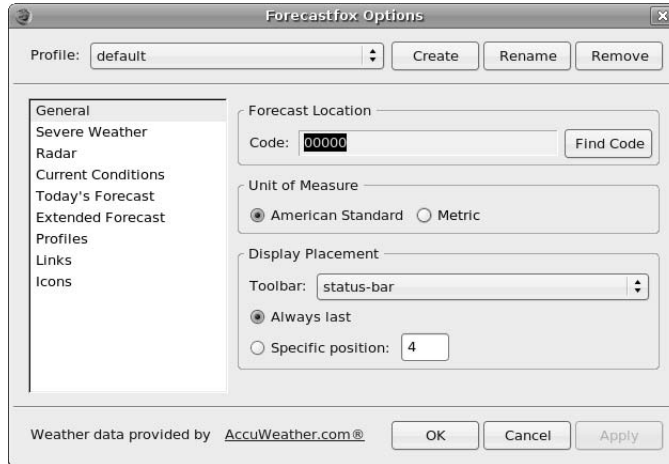 Forecastfox Options
Profile: default Create Rename Remove
General
Severe Weather
Radar
Current Conditions
Today's Forecast
Extended Forecast
Profiles
Links
Icons
Forecast Location
Code: 00000 Find Code
Unit of Measure
American Standard Metric
Display Placement
Toolbar: status-bar
Always last
Specific position: 4
Weather data provided by AccuWeather.com® OK Cancel Apply